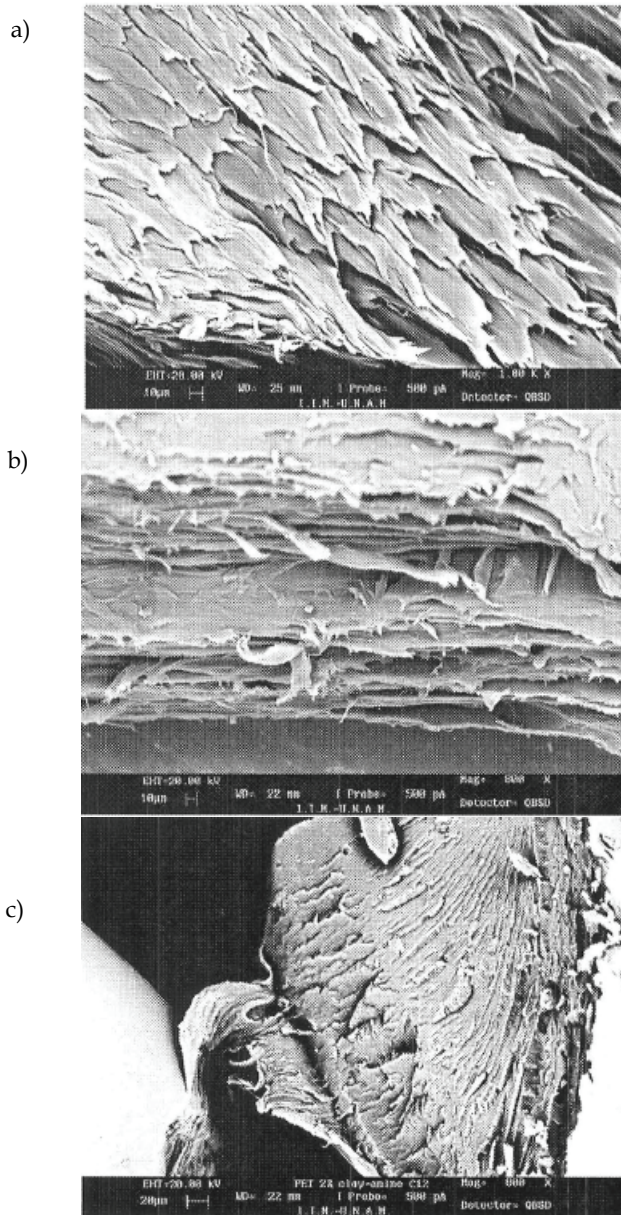 a)
EHT=20.00 kV WD= 25 mm I Probe= 500 pA Mag= 1.00 K X
10µm I.I.M.-U.N.A.M. Detector= QBSD
b)
EHT=20.00 kV WD= 22 mm I Probe= 500 pA Mag= 800 X
10µm I.I.M.-U.N.A.M. Detector= QBSD
c)
EHT=20.00 kV PET 2% clay-amine C12 Mag= 800 X
20µm WD= 22 mm I Probe= 500 pA Detector= QBSD
I.I.M.-U.N.A.M.